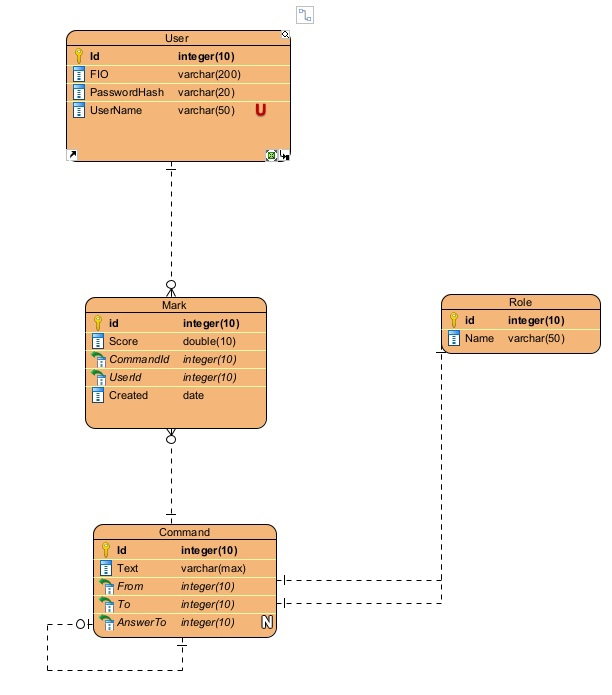 User
Id integer(10)
FIO varchar(200)
PasswordHash varchar(20)
UserName varchar(50) U
Mark
id integer(10)
Score double(10)
CommandId integer(10)
UserId integer(10)
Created date
Role
id integer(10)
Name varchar(50)
Command
Id integer(10)
Text varchar(max)
From integer(10)
To integer(10)
AnswerTo integer(10) N